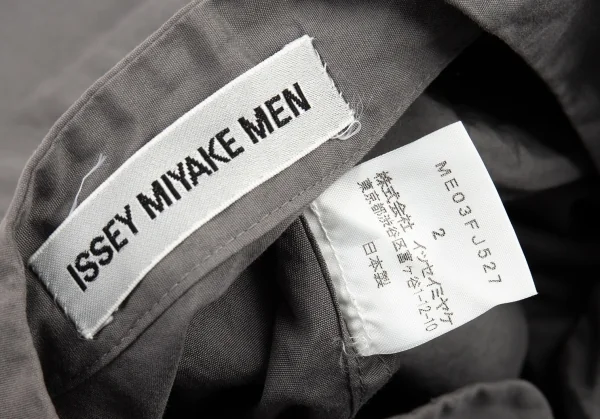 ISSEY MIYAKE MEN
ME03FJ527
2
株式会社 イッセイミヤケ
東京都渋谷区富ケ谷1-12-10
日本製